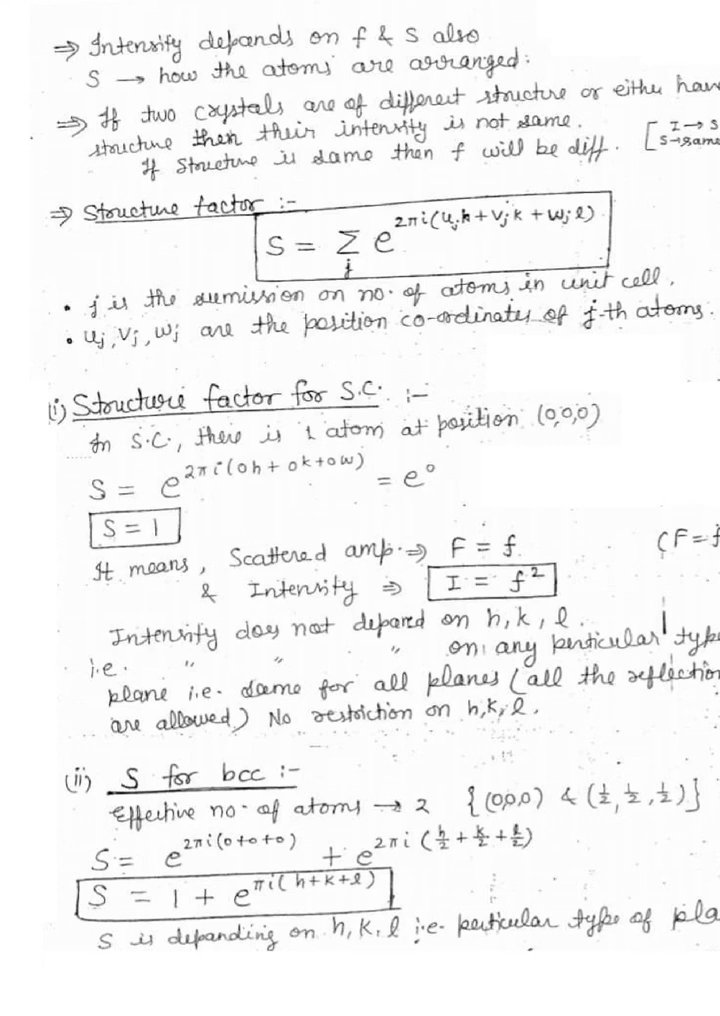 ⇒ Intensity depends on f & S also
S → how the atoms are arranged:
⇒ If two crystals are of different structure or either have
structure then their intensity is not same. [ I → S
If structure is same then f will be diff. S → same
⇒ Structure factor :-
S = Σ_j e^{2πi(u_j h + v_j k + w_j l)}
• j is the summission on no. of atoms in unit cell.
• u_j, v_j, w_j are the position co-ordinates of j-th atoms.
(i) Structure factor for S.C. :-
In S.C., there is 1 atom at position (0,0,0)
S = e^{2πi(0h + 0k + 0w)} = e^0
S = 1
It means, Scattered amp. ⇒ F = f (F = f
& Intensity ⇒ I = f²
Intensity does not depend on h, k, l.
i.e. " " " on any perticular type
plane i.e. same for all planes (all the reflection
are allowed) No restriction on h, k, l.
(ii) S for bcc :-
Effective no. of atoms → 2 {(0,0,0) & (½, ½, ½)}
S = e^{2πi(0+0+0)} + e^{2πi(h/2 + k/2 + l/2)}
S = 1 + e^{πi(h+k+l)}
S is depanding on h, k, l i.e. perticular type of pla